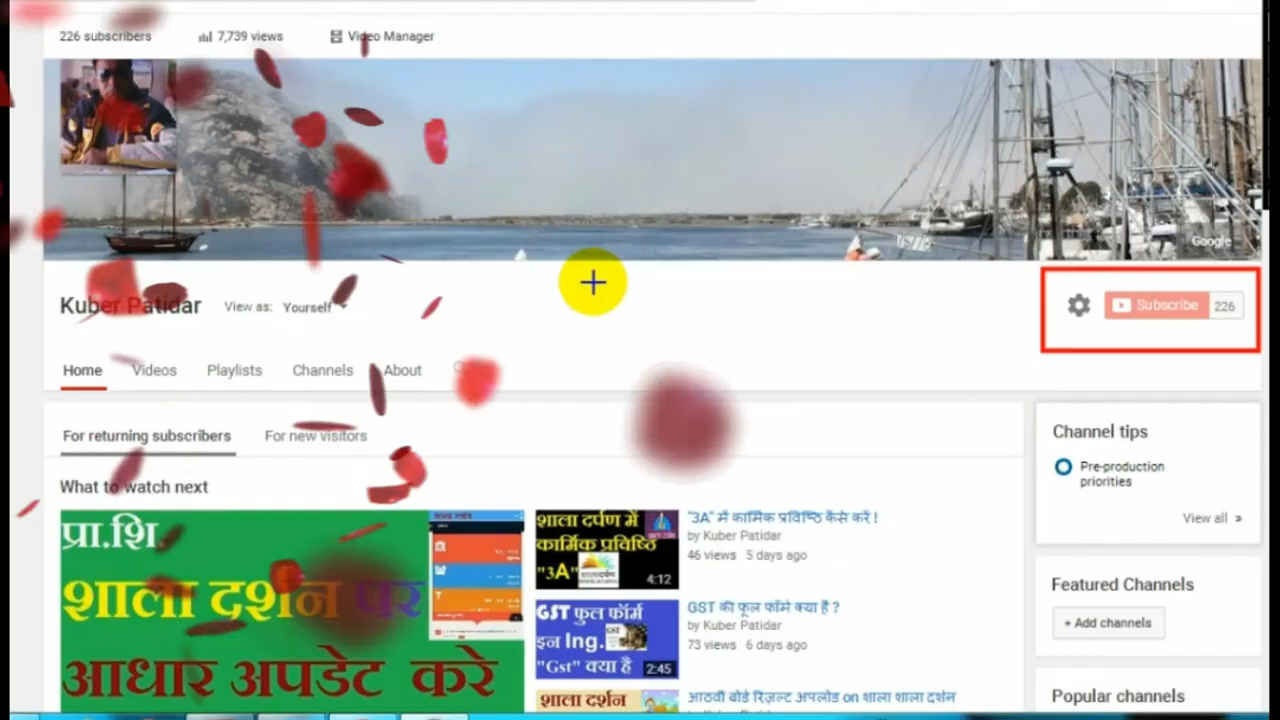 226 subscribers 7,739 views Video Manager
Google
Kuber Patidar View as: Yourself
Subscribe 226
Home Videos Playlists Channels About
For returning subscribers For new visitors
What to watch next
प्रा.शि.
शाला दर्शन पर
आधार अपडेट करे
शाला दर्पण में
कार्मिक प्रविष्ठि
"3A"
4:12
"3A" में कार्मिक प्रविष्ठि कैसे करें !
by Kuber Patidar
46 views 5 days ago
GST फुल फॉर्म
इन Ing.
"Gst" क्या है
2:45
GST की फूल फॉर्म क्या है ?
by Kuber Patidar
73 views 6 days ago
शाला दर्शन
आठवी बोर्ड रिज़ल्ट अपलोड on शाला शाला दर्शन
Channel tips
Pre-production
priorities
View all »
Featured Channels
+ Add channels
Popular channels